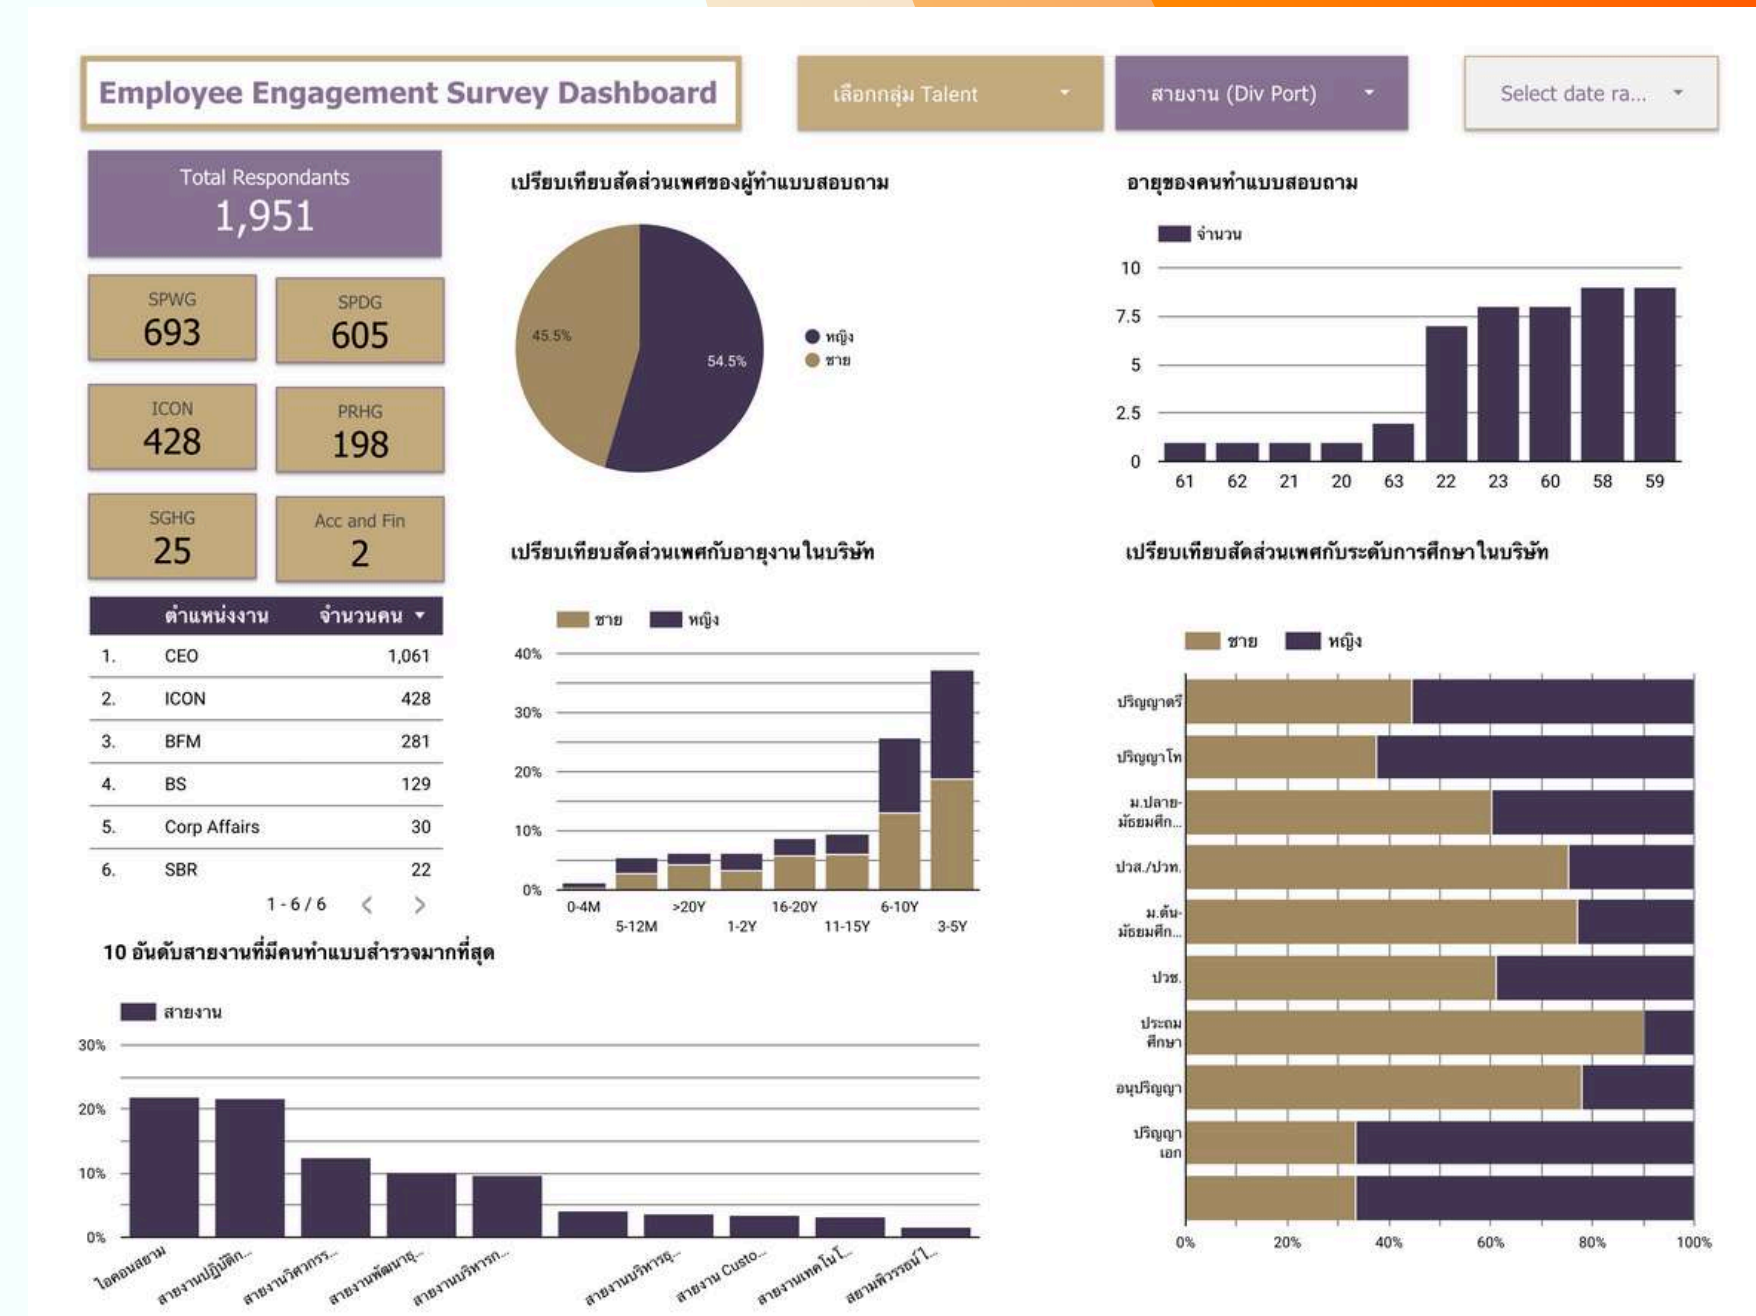 Employee Engagement Survey Dashboard
เลือกกลุ่ม Talent
สายงาน (Div Port)
Select date ra...
Total Respondants
1,951
SPWG
693
SPDG
605
ICON
428
PRHG
198
SGHG
25
Acc and Fin
2
ตำแหน่งงาน จำนวนคน
1. CEO 1,061
2. ICON 428
3. BFM 281
4. BS 129
5. Corp Affairs 30
6. SBR 22
1 - 6 / 6
เปรียบเทียบสัดส่วนเพศของผู้ทำแบบสอบถาม
45.5%
54.5%
หญิง
ชาย
อายุของคนทำแบบสอบถาม
จำนวน
10
7.5
5
2.5
0
61 62 21 20 63 22 23 60 58 59
เปรียบเทียบสัดส่วนเพศกับอายุงานในบริษัท
ชาย หญิง
40%
30%
20%
10%
0%
0-4M 5-12M >20Y 1-2Y 16-20Y 11-15Y 6-10Y 3-5Y
เปรียบเทียบสัดส่วนเพศกับระดับการศึกษาในบริษัท
ชาย หญิง
ปริญญาตรี
ปริญญาโท
ม.ปลาย-
มัธยมศึก...
ปวส./ปวท.
ม.ต้น-
มัธยมศึก...
ปวช.
ประถม
ศึกษา
อนุปริญญา
ปริญญา
เอก
0% 20% 40% 60% 80% 100%
10 อันดับสายงานที่มีคนทำแบบสำรวจมากที่สุด
สายงาน
30%
20%
10%
0%
ไอคอนสยาม
สายงานปฏิบัติก...
สายงานวิศวกรร...
สายงานพัฒนาธุ...
สายงานบริหารก...
สายงานบริหารธุ...
สายงาน Custo...
สายงานเทคโนโ...
สยามพิวรรธน์ ไ...